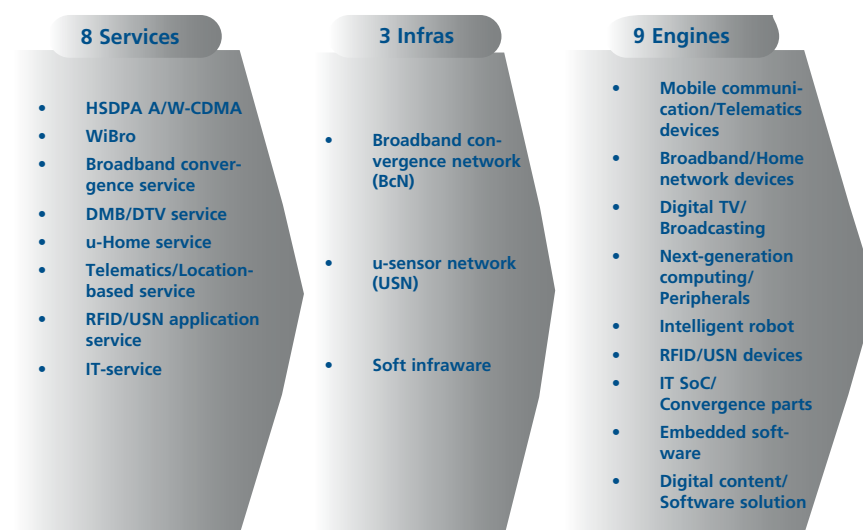 8 Services
• HSDPA A/W-CDMA
• WiBro
• Broadband conver-
gence service
• DMB/DTV service
• u-Home service
• Telematics/Location-
based service
• RFID/USN application
service
• IT-service
3 Infras
• Broadband con-
vergence network
(BcN)
• u-sensor network
(USN)
• Soft infraware
9 Engines
• Mobile communi-
cation/Telematics
devices
• Broadband/Home
network devices
• Digital TV/
Broadcasting
• Next-generation
computing/
Peripherals
• Intelligent robot
• RFID/USN devices
• IT SoC/
Convergence parts
• Embedded soft-
ware
• Digital content/
Software solution